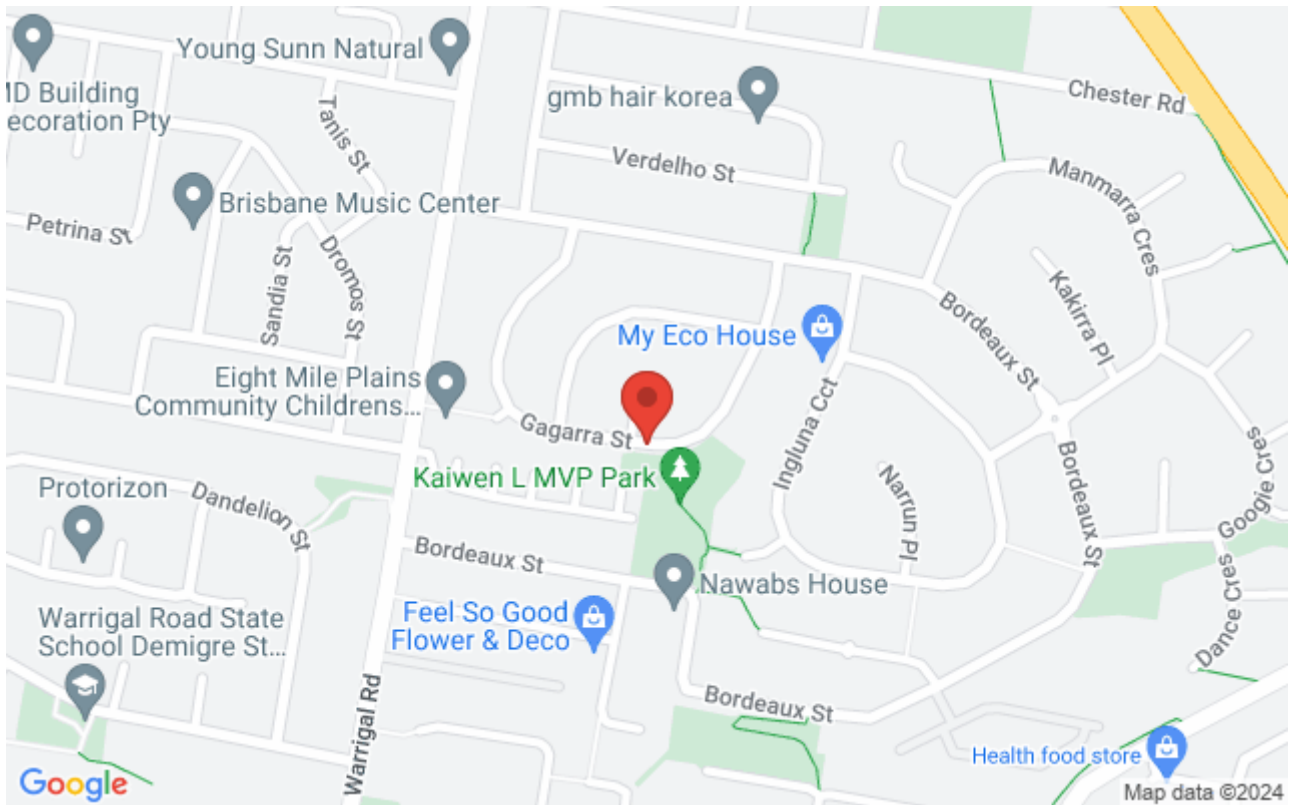 Young Sunn Natural
MD Building
ecoration Pty
Tanis St
gmb hair korea
Chester Rd
Verdelho St
Manmarra Cres
Brisbane Music Center
Petrina St
Sandia St
Dromos St
Kakirra Pl
Bordeaux St
My Eco House
Eight Mile Plains
Community Childrens...
Gagarra St
Ingluna Cct
Kaiwen L MVP Park
Narrun Pl
Bordeaux St
Googie Cres
Protorizon
Dandelion St
Bordeaux St
Nawabs House
Dance Cres
Warrigal Road State
School Demigre St...
Feel So Good
Flower & Deco
Warrigal Rd
Bordeaux St
Health food store
Google
Map data ©2024